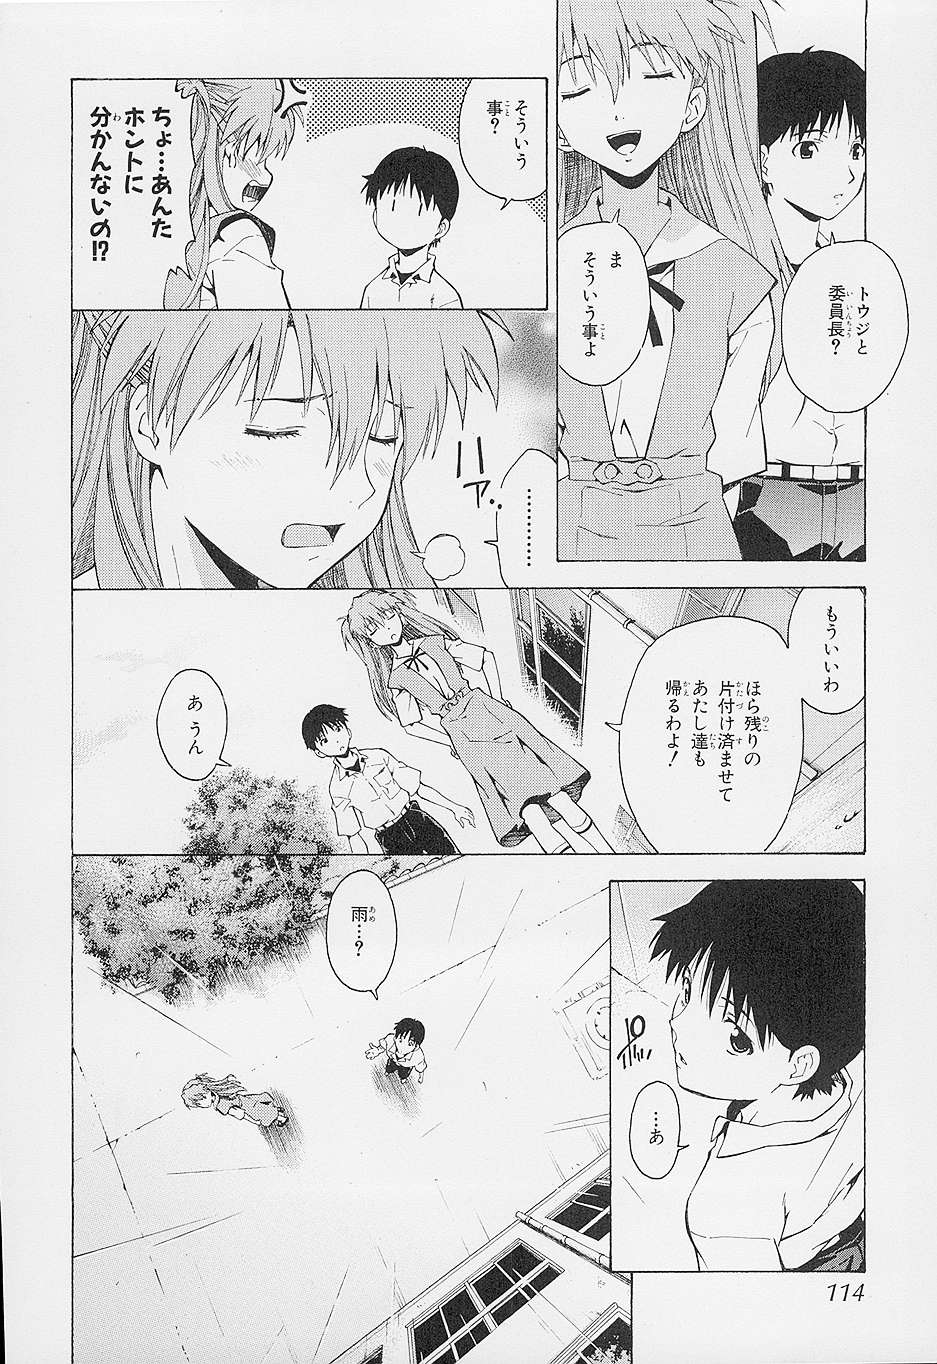 トウジと
委員長?
ま
そういう事よ
そういう
事?
ちょ…あんた
ホントに
分かんないの!?
…………
ハァ..
もういいわ
ほら残りの
片付け済ませて
あたし達も
帰るわよ!
あ うん
ポツッ
…あ
雨…?
114